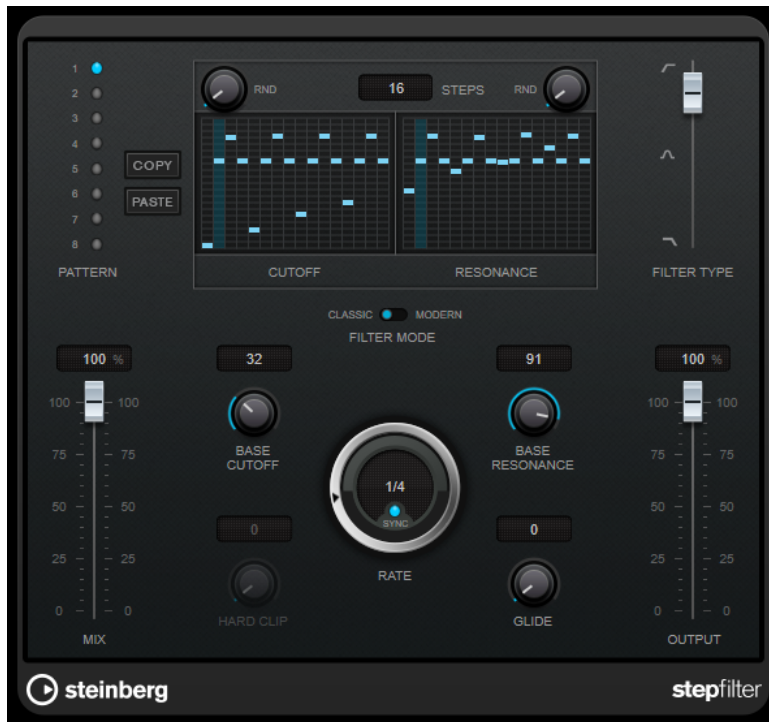 1
2
3
4
5
6
7
8
PATTERN
COPY
PASTE
RND
16
STEPS
RND
CUTOFF
RESONANCE
FILTER TYPE
CLASSIC
MODERN
FILTER MODE
100 %
32
91
100 %
100 100
75 75
50 50
25 25
0 0
MIX
BASE
CUTOFF
0
HARD CLIP
1/4
SYNC
RATE
BASE
RESONANCE
0
GLIDE
100 100
75 75
50 50
25 25
0 0
OUTPUT
steinberg
stepfilter